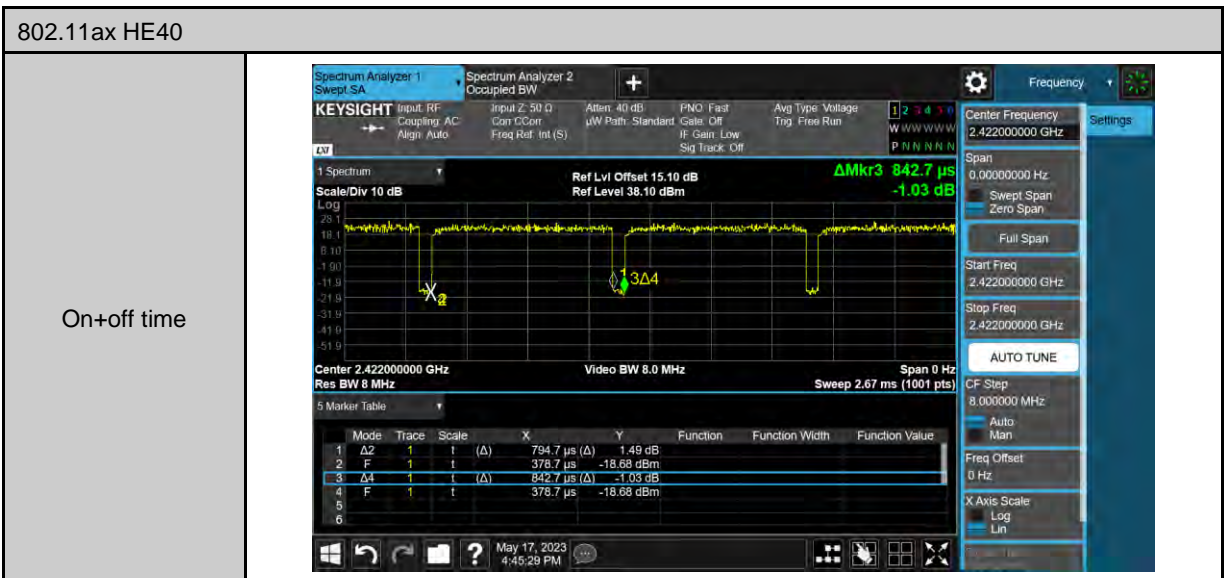 802.11ax HE40
On+off time
Spectrum Analyzer 1
Swept SA
Spectrum Analyzer 2
Occupied BW
+
Frequency
Settings
KEYSIGHT
LXI
Input: RF
Coupling: AC
Align: Auto
Input Z: 50 Ω
Corr CCorr
Freq Ref: Int (S)
Atten: 40 dB
µW Path: Standard
PNO: Fast
Gate: Off
IF Gain: Low
Sig Track: Off
Avg Type: Voltage
Trig: Free Run
1 2 3 4 5 6
W W W W W W
P N N N N N
1 Spectrum
Scale/Div 10 dB
Log
Ref Lvl Offset 15.10 dB
Ref Level 38.10 dBm
ΔMkr3 842.7 µs
-1.03 dB
28.1
18.1
8.10
-1.90
-11.9
-21.9
-31.9
-41.9
-51.9
1
3Δ4
Center 2.422000000 GHz
Res BW 8 MHz
Video BW 8.0 MHz
Span 0 Hz
Sweep 2.67 ms (1001 pts)
5 Marker Table
Mode Trace Scale X Y Function Function Width Function Value
1 Δ2 1 t (Δ) 794.7 µs (Δ) 1.49 dB
2 F 1 t 378.7 µs -18.68 dBm
3 Δ4 1 t (Δ) 842.7 µs (Δ) -1.03 dB
4 F 1 t 378.7 µs -18.68 dBm
5
6
Center Frequency
2.422000000 GHz
Span
0.00000000 Hz
Swept Span
Zero Span
Full Span
Start Freq
2.422000000 GHz
Stop Freq
2.422000000 GHz
AUTO TUNE
CF Step
8.000000 MHz
Auto
Man
Freq Offset
0 Hz
X Axis Scale
Log
Lin
?
May 17, 2023
4:45:29 PM